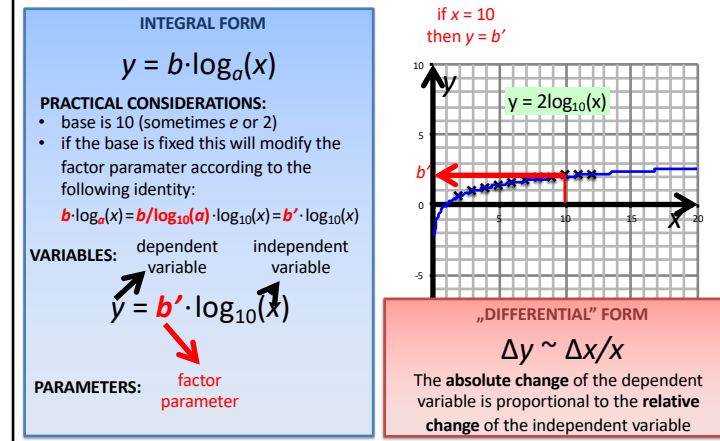 INTEGRAL FORM
y = b·logₐ(x)
PRACTICAL CONSIDERATIONS:
• base is 10 (sometimes e or 2)
• if the base is fixed this will modify the
factor paramater according to the
following identity:
b·logₐ(x)=b/log₁₀(a)·log₁₀(x)=b′·log₁₀(x)
VARIABLES:
dependent
variable
independent
variable
y = b′·log₁₀(x)
PARAMETERS:
factor
parameter
if x = 10
then y = b′
y
y = 2log₁₀(x)
b′
x
10
5
0
-5
5
10
15
20
„DIFFERENTIAL” FORM
Δy ~ Δx/x
The absolute change of the dependent
variable is proportional to the relative
change of the independent variable